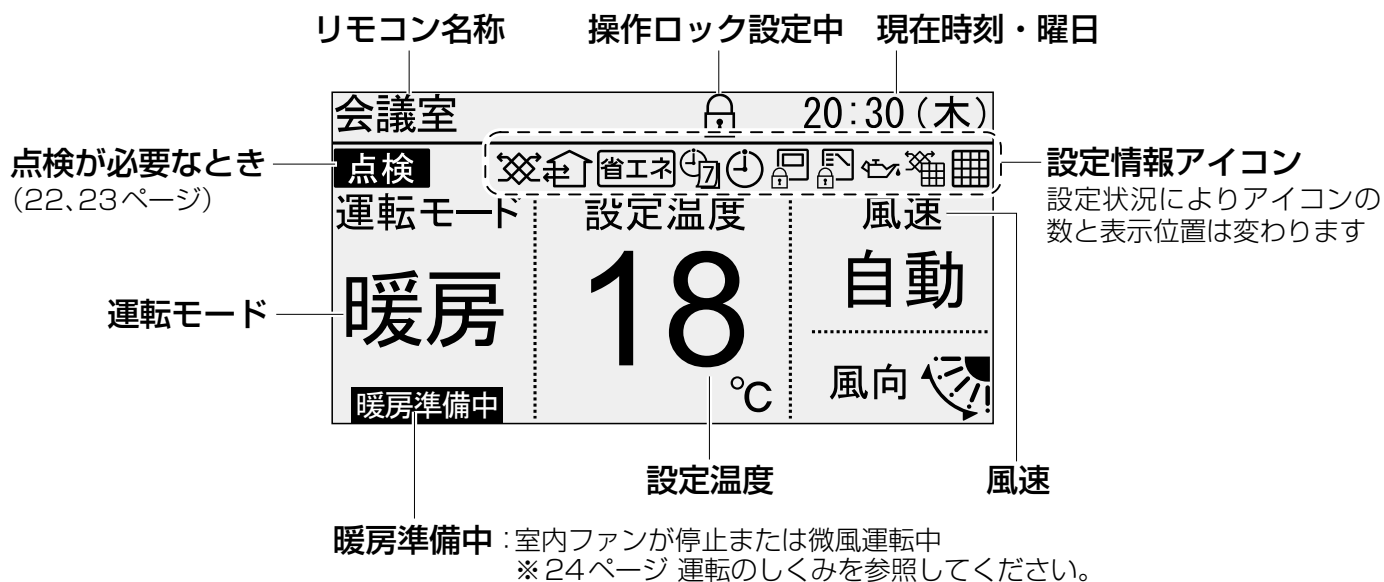 リモコン名称 操作ロック設定中 現在時刻・曜日
会議室 20:30(木)
点検が必要なとき
(22、23ページ)
点検 省エネ 7
設定情報アイコン
設定状況によりアイコンの
数と表示位置は変わります
運転モード 設定温度 風速
運転モード
暖房 18 ℃ 自動
風向
暖房準備中
設定温度 風速
暖房準備中:室内ファンが停止または微風運転中
※24ページ 運転のしくみを参照してください。